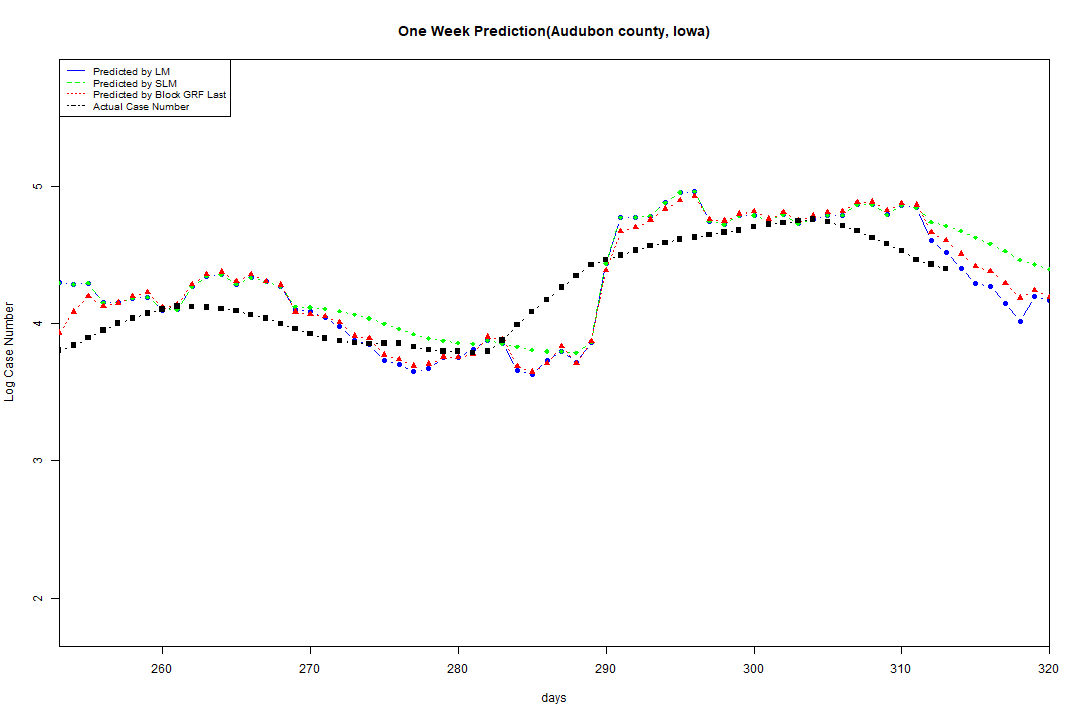 One Week Prediction(Audubon county, Iowa)
Predicted by LM
Predicted by SLM
Predicted by Block GRF Last
Actual Case Number
5
4
3
2
Log Case Number
260 270 280 290 300 310 320
days